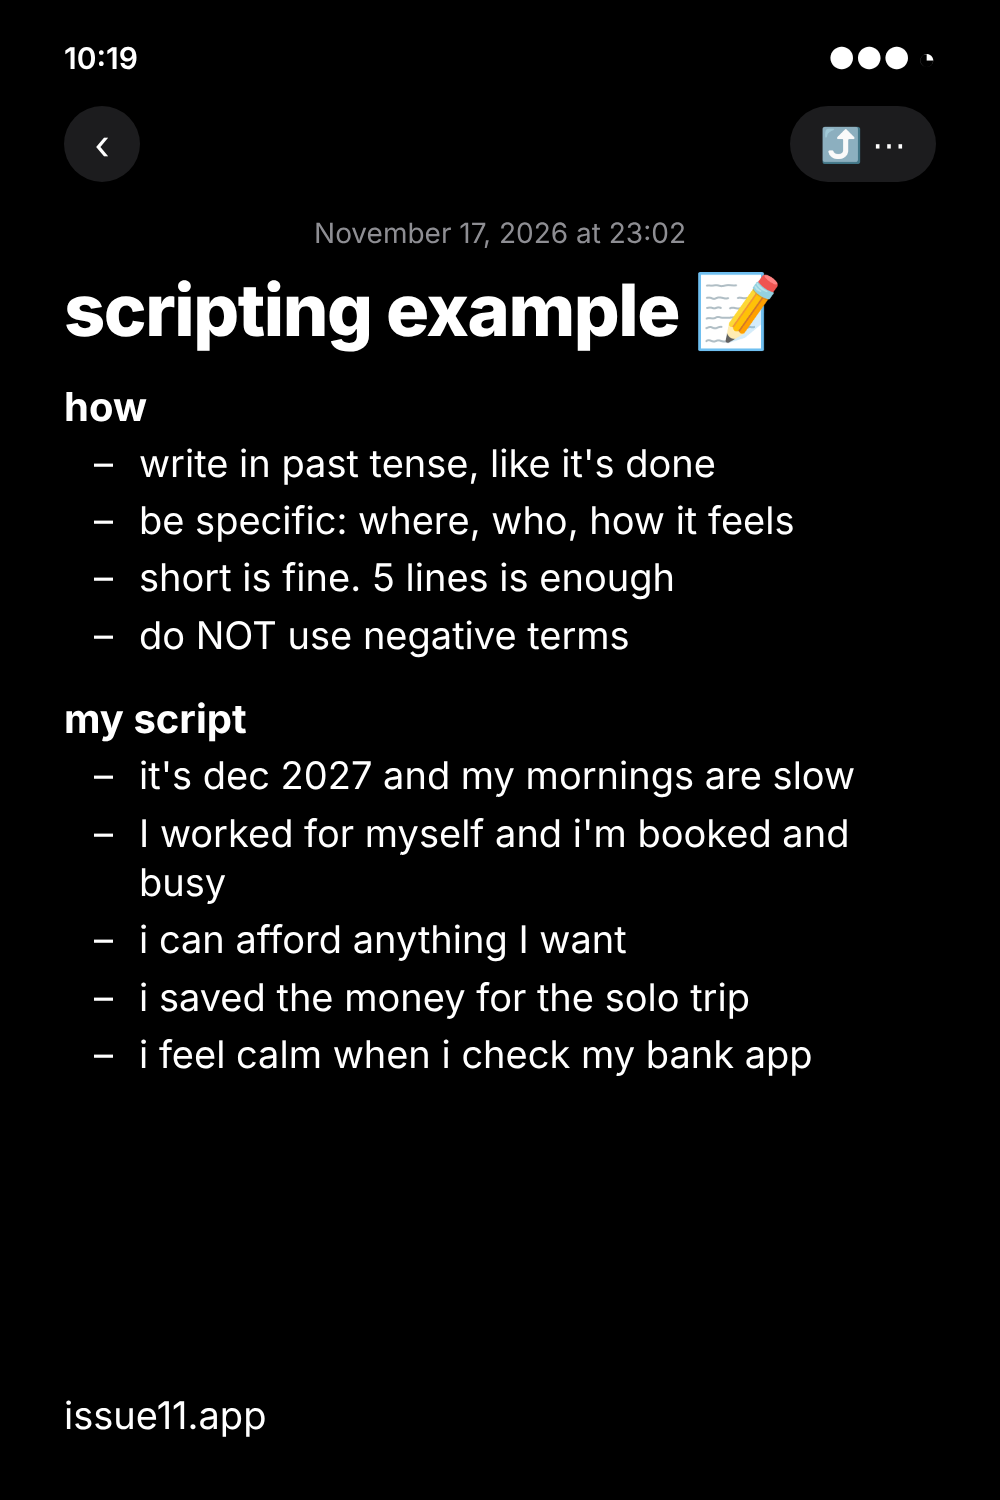 10:19
November 17, 2026 at 23:02
scripting example 📝
how
– write in past tense, like it's done
– be specific: where, who, how it feels
– short is fine. 5 lines is enough
– do NOT use negative terms
my script
– it's dec 2027 and my mornings are slow
– I worked for myself and i'm booked and
busy
– i can afford anything I want
– i saved the money for the solo trip
– i feel calm when i check my bank app
issue11.app